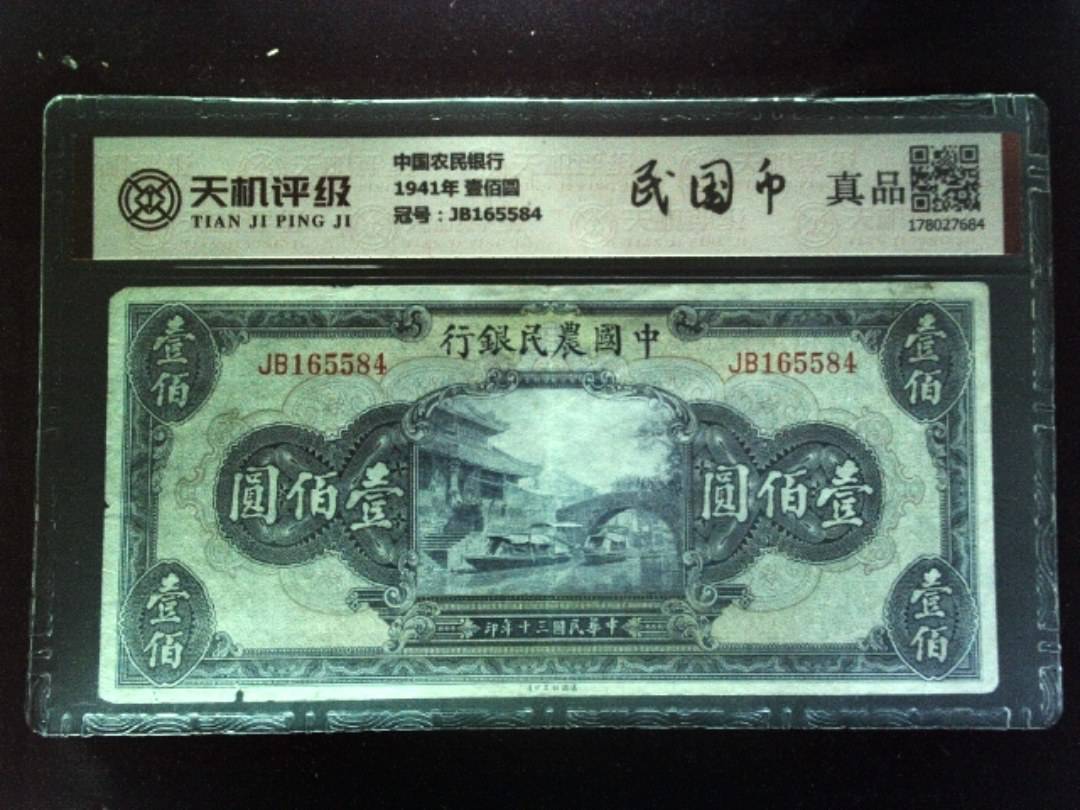 天机评级
TIAN JI PING JI
中国农民银行
1941年 壹佰圆
冠号：JB165584
民国币
真品
178027684
行銀民農國中
JB165584
JB165584
壹佰
壹佰
圓佰壹
圓佰壹
壹佰
壹佰
印年十三國民華中